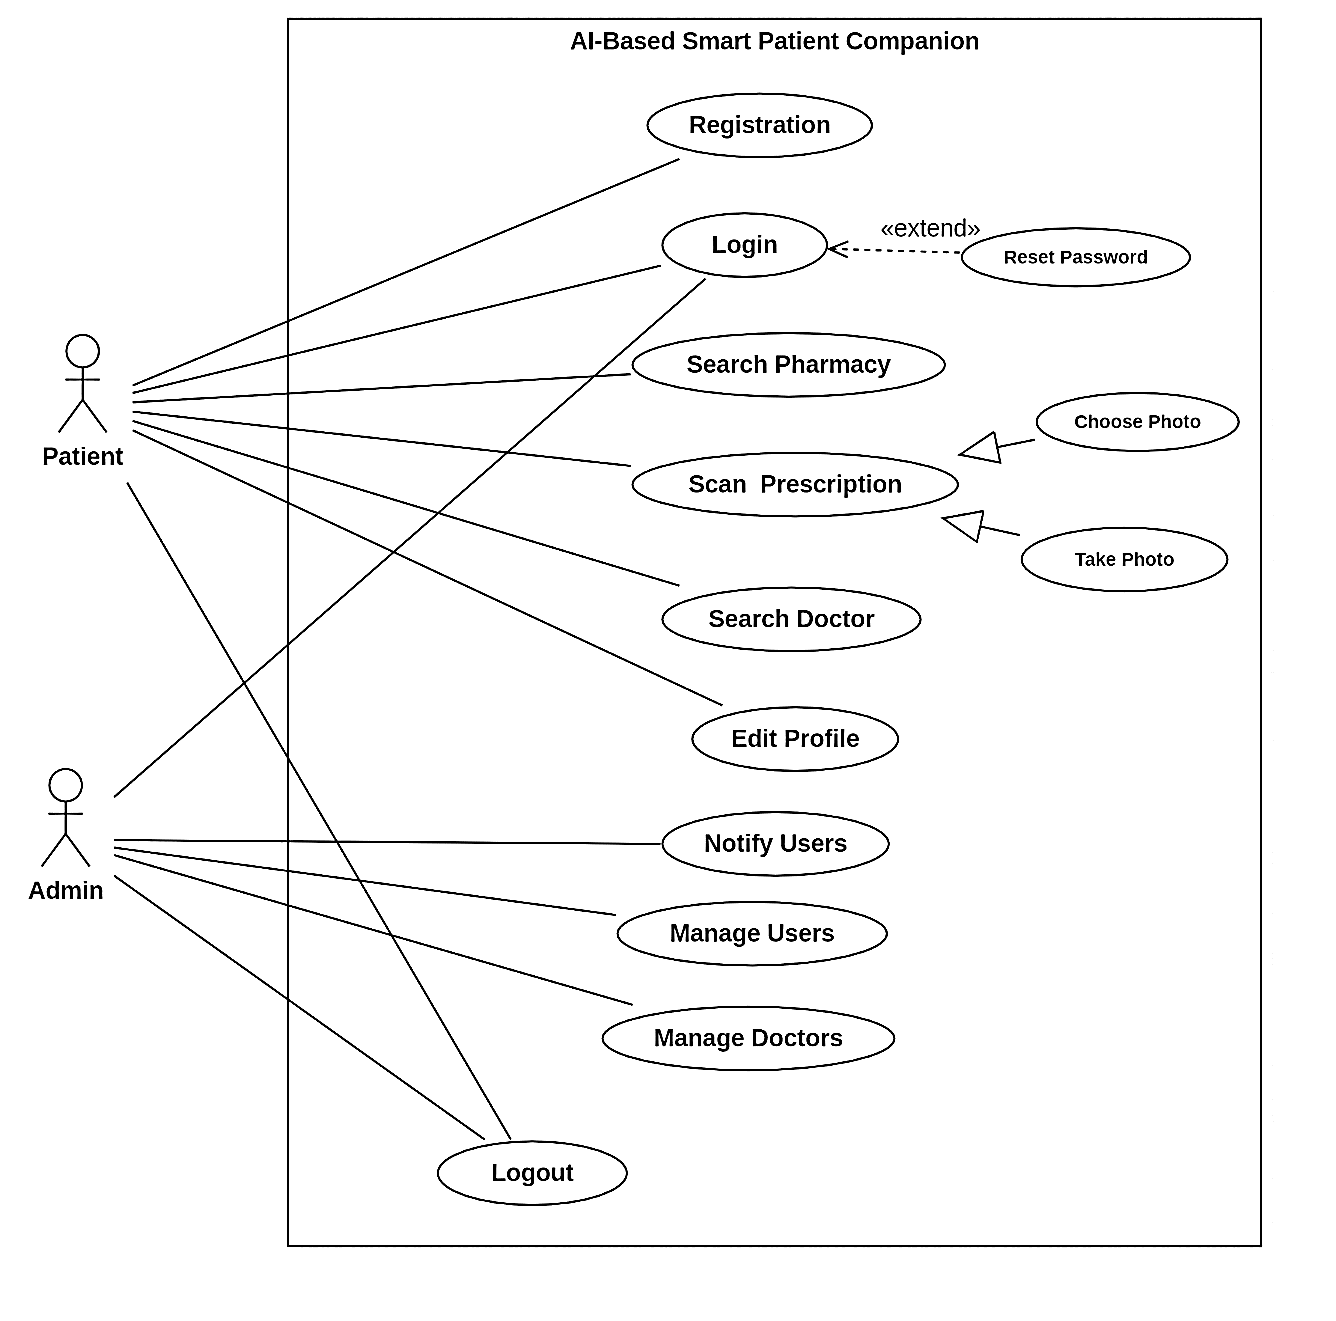 AI-Based Smart Patient Companion
Registration
Login
«extend»
Reset Password
Search Pharmacy
Choose Photo
Patient
Scan  Prescription
Take Photo
Search Doctor
Edit Profile
Notify Users
Admin
Manage Users
Manage Doctors
Logout